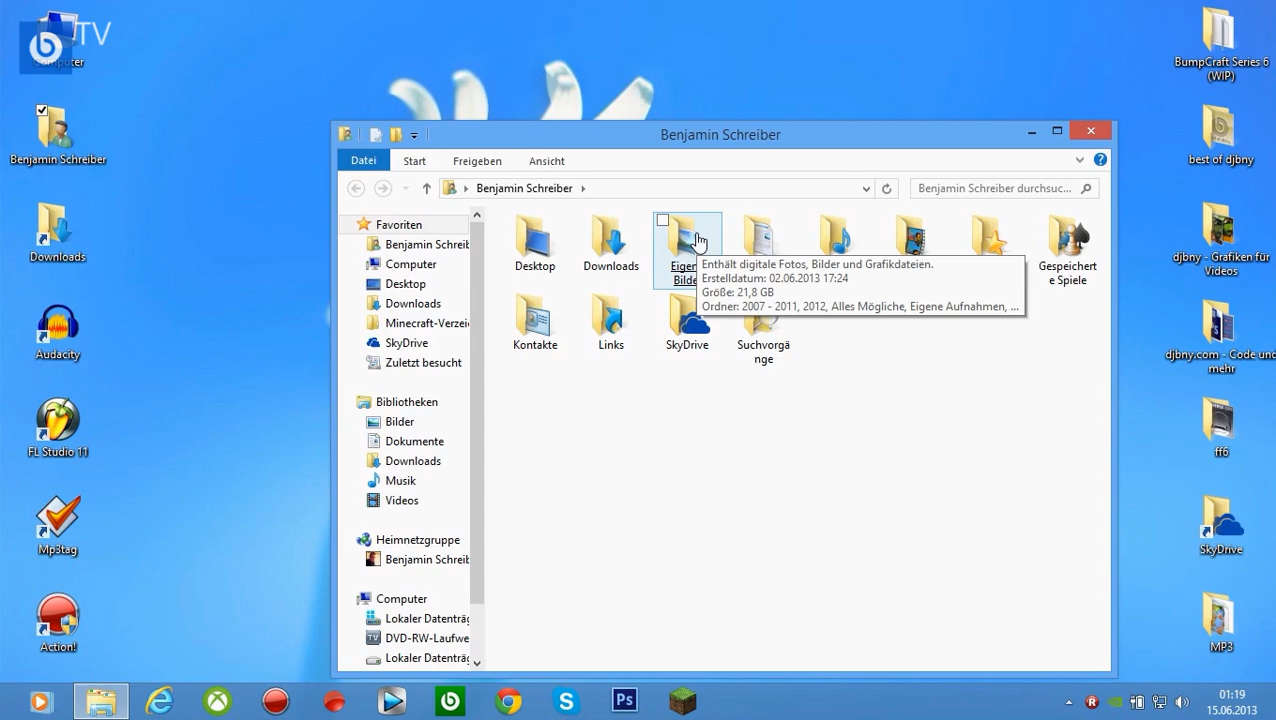 TV
Computer
Benjamin Schreiber
Downloads
Audacity
FL Studio 11
Mp3tag
Action!
Benjamin Schreiber
Datei Start Freigeben Ansicht
Benjamin Schreiber
Benjamin Schreiber durchsuc...
Favoriten
Benjamin Schreib
Computer
Desktop
Downloads
Minecraft-Verzei
SkyDrive
Zuletzt besucht
Bibliotheken
Bilder
Dokumente
Downloads
Musik
Videos
Heimnetzgruppe
Benjamin Schreib
Computer
Lokaler Datenträg
DVD-RW-Laufwe
Lokaler Datenträg
Desktop
Downloads
Eigen
Bilde
Gespeichert
e Spiele
Enthält digitale Fotos, Bilder und Grafikdateien.
Erstelldatum: 02.06.2013 17:24
Größe: 21,8 GB
Ordner: 2007 - 2011, 2012, Alles Mögliche, Eigene Aufnahmen, ...
Kontakte
Links
SkyDrive
Suchvorgä
nge
BumpCraft Series 6
(WIP)
best of djbny
djbny - Grafiken für
Videos
djbny.com - Code und
mehr
ff6
SkyDrive
MP3
Ps
01:19
15.06.2013